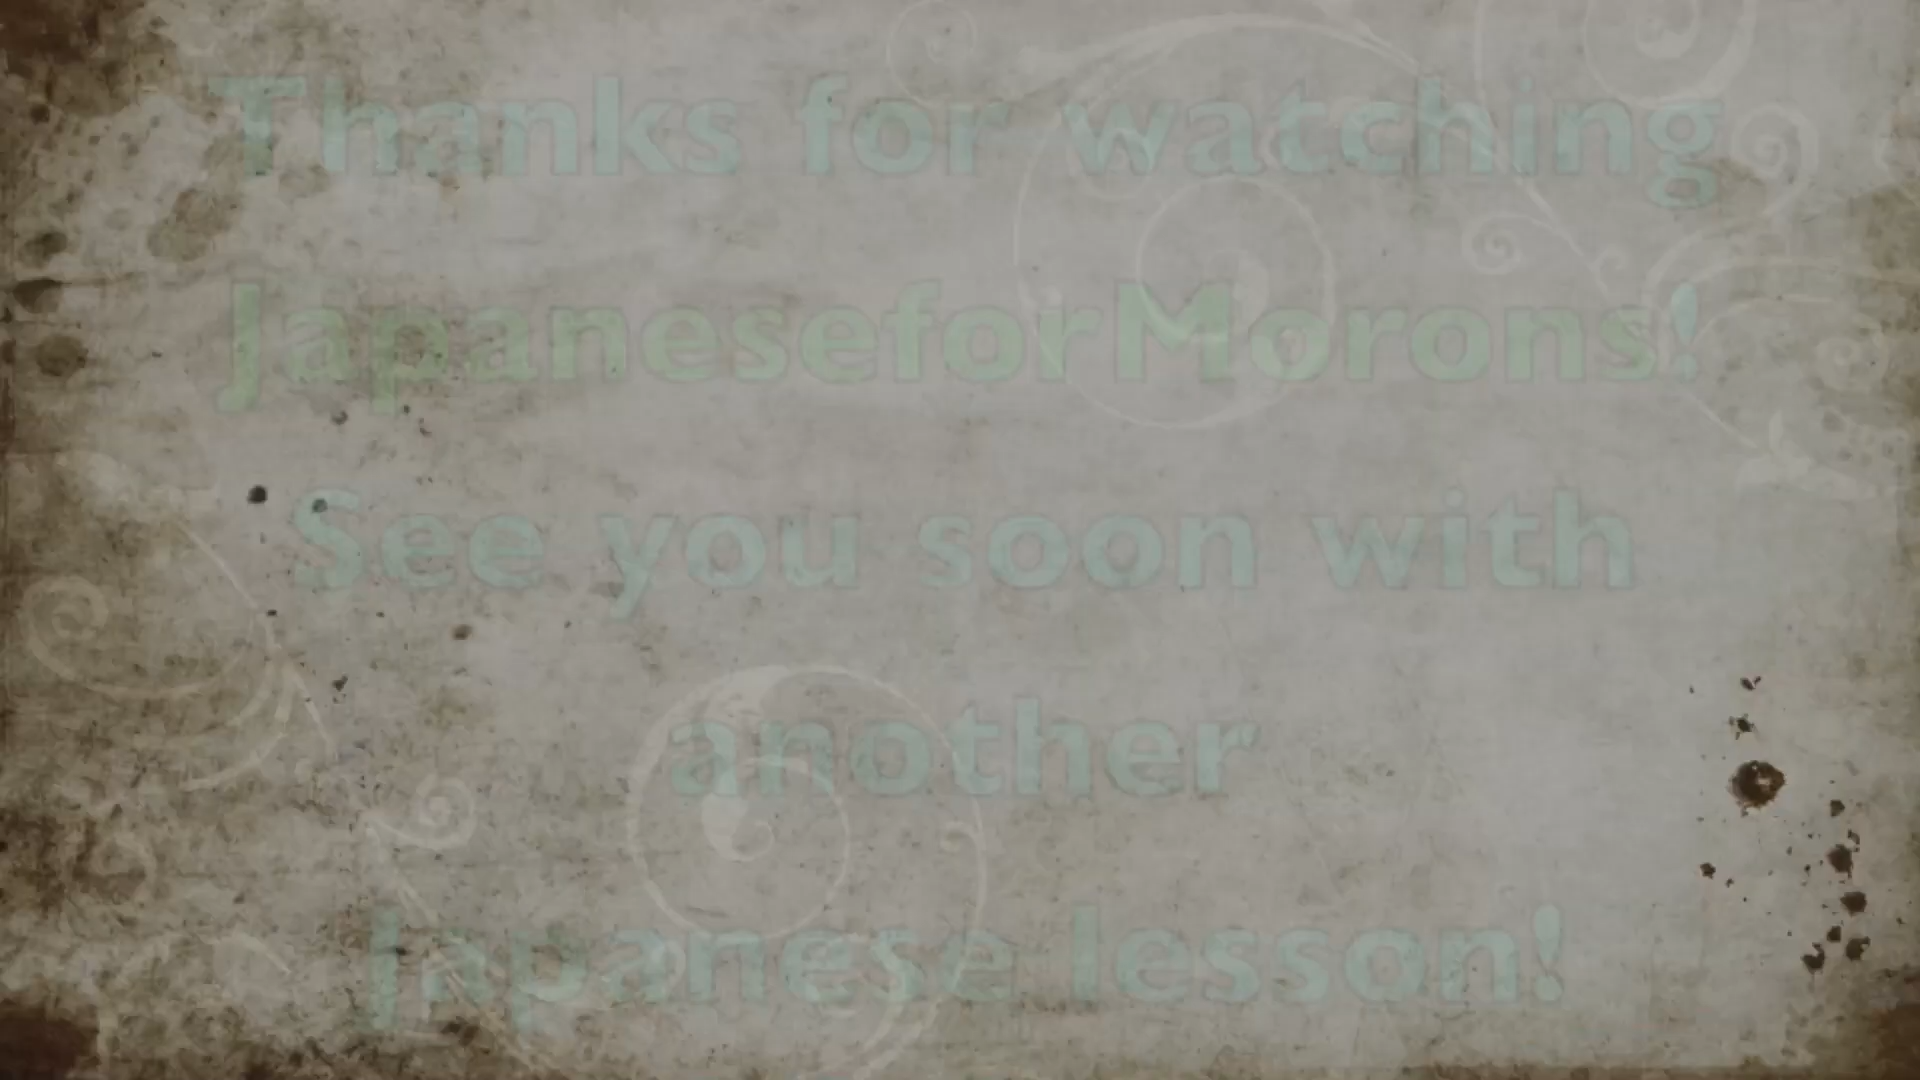 Thanks for watching
JapaneseforMorons!
See you soon with
another
Japanese lesson!